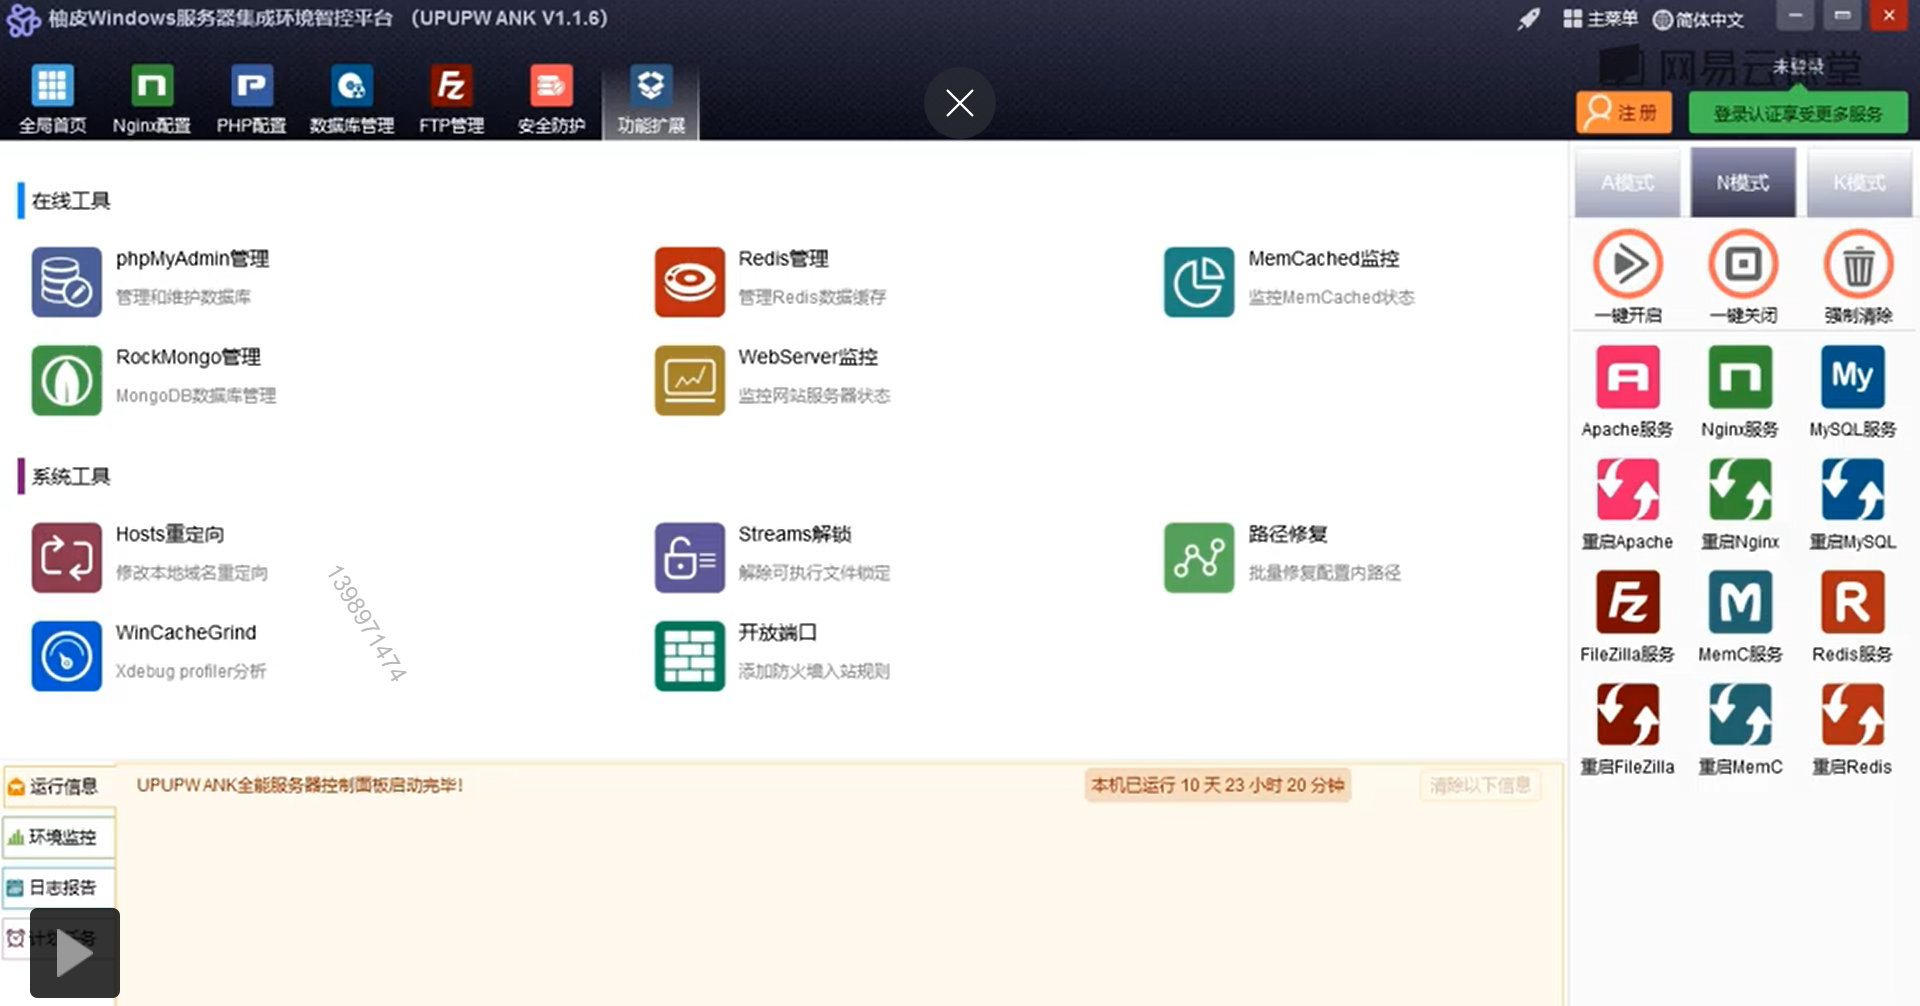 柚皮Windows服务器集成环境智控平台 （UPUPW ANK V1.1.6)
主菜单 简体中文
网易云课堂
未登录
全局首页 Nginx配置 PHP配置 数据库管理 FTP管理 安全防护 功能扩展
注册 登录认证享受更多服务
A模式 N模式 K模式
在线工具
phpMyAdmin管理
管理和维护数据库
Redis管理
管理Redis数据缓存
MemCached监控
监控MemCached状态
RockMongo管理
MongoDB数据库管理
WebServer监控
监控网站服务器状态
系统工具
Hosts重定向
修改本地域名重定向
Streams解锁
解除可执行文件锁定
路径修复
批量修复配置内路径
WinCacheGrind
Xdebug profiler分析
开放端口
添加防火墙入站规则
1398971474
一键开启 一键关闭 强制清除
Apache服务 Nginx服务 My MySQL服务
重启Apache 重启Nginx 重启MySQL
FileZilla服务 MemC服务 Redis服务
重启FileZilla 重启MemC 重启Redis
运行信息
UPUPW ANK全能服务器控制面板启动完毕!
本机已运行 10 天 23 小时 20 分钟
清除以下信息
环境监控
日志报告
计划任务